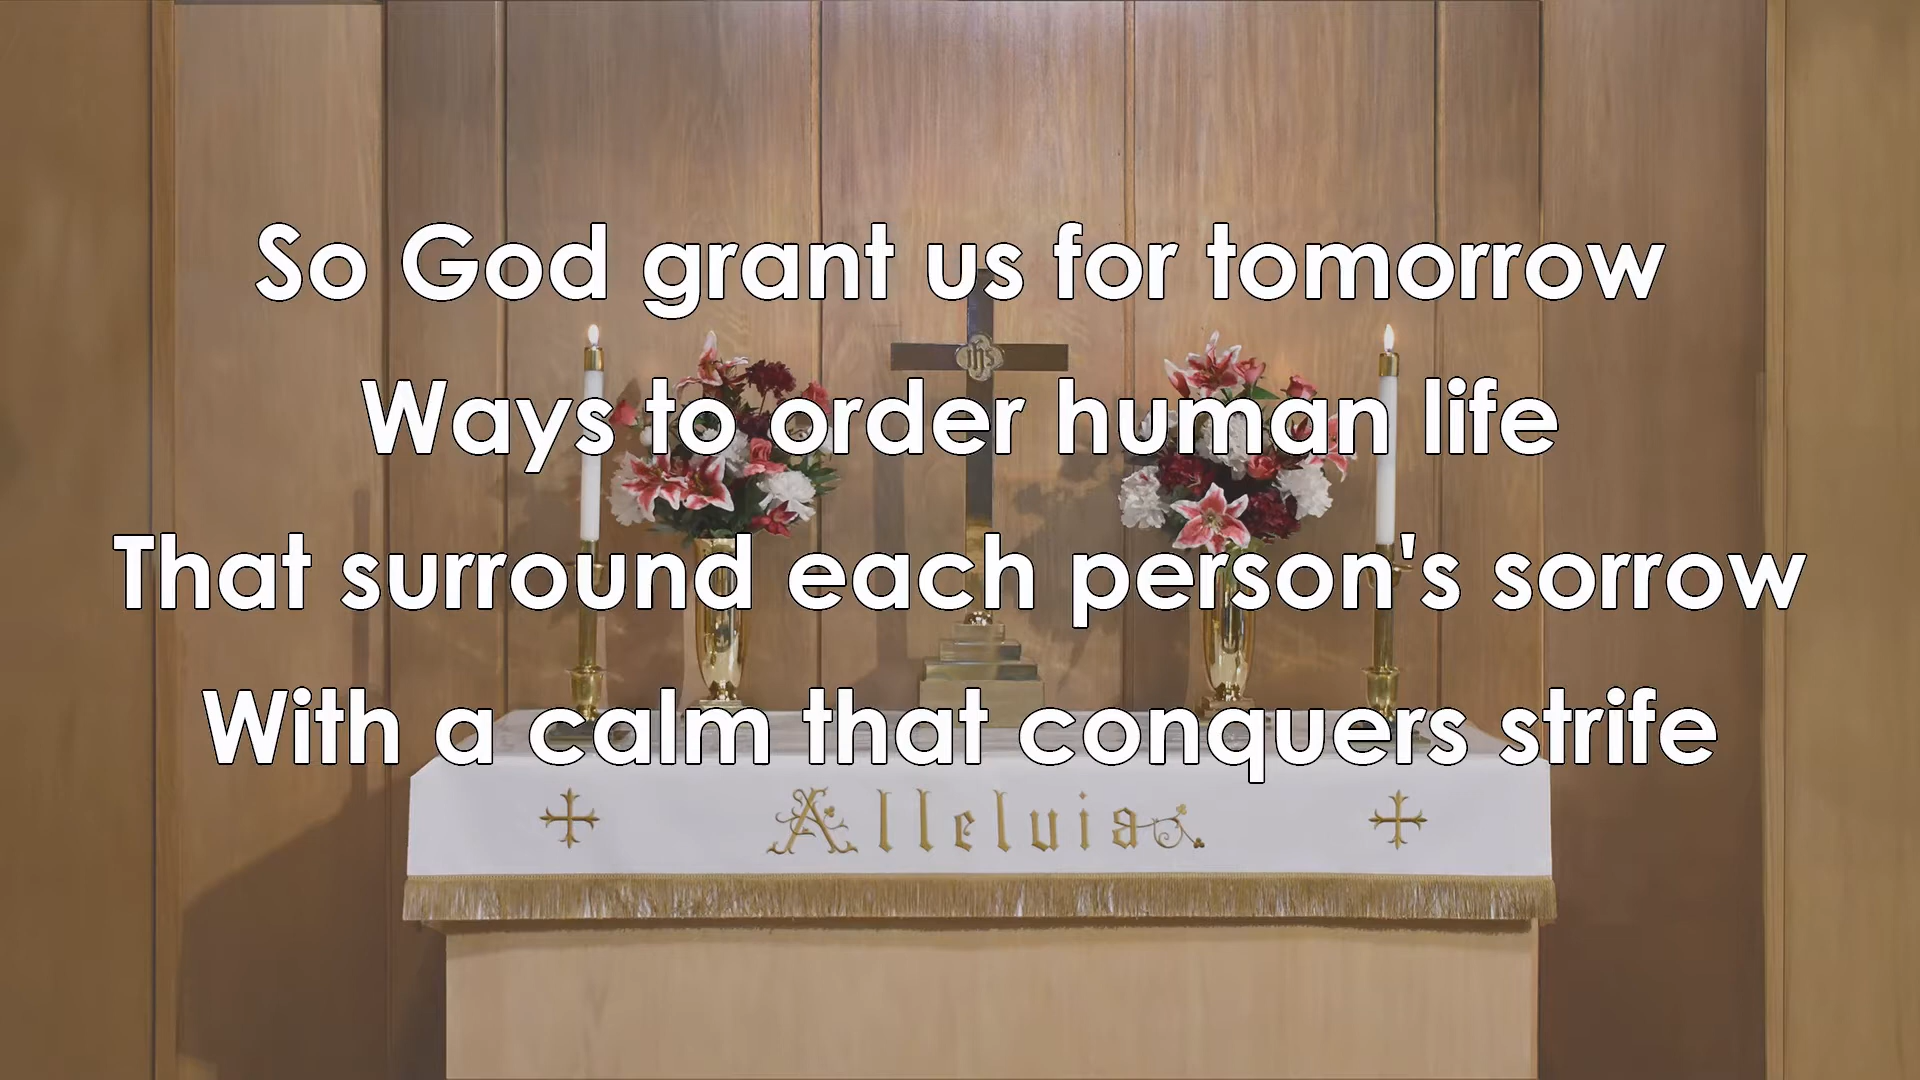 So God grant us for tomorrow
ihs
Ways to order human life
That surround each person's sorrow
With a calm that conquers strife
Alleluia